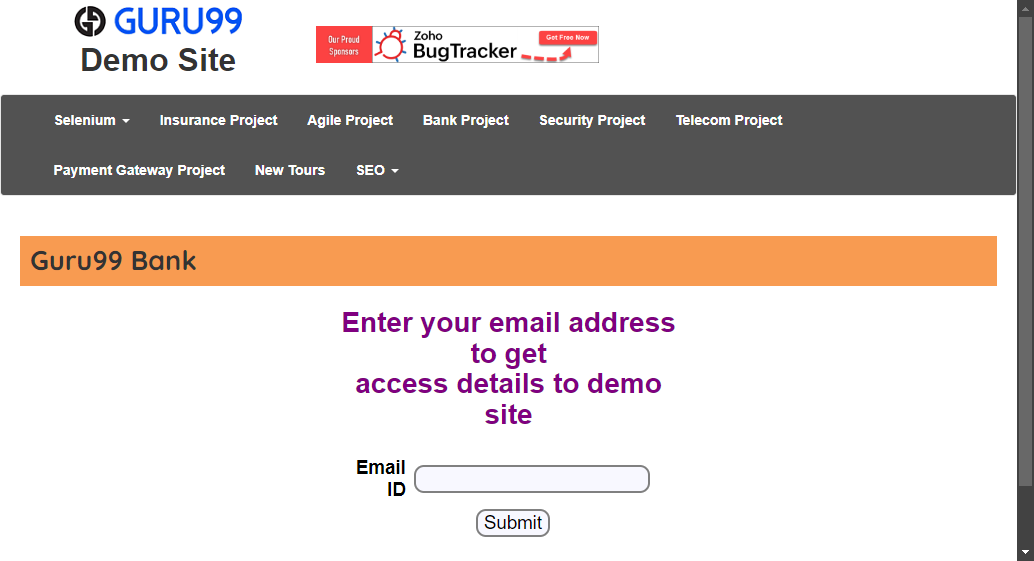 GURU99
Demo Site
Our Proud
Sponsors
Zoho
BugTracker
Get Free Now
Selenium
Insurance Project
Agile Project
Bank Project
Security Project
Telecom Project
Payment Gateway Project
New Tours
SEO
Guru99 Bank
Enter your email address
to get
access details to demo
site
Email
ID
Submit